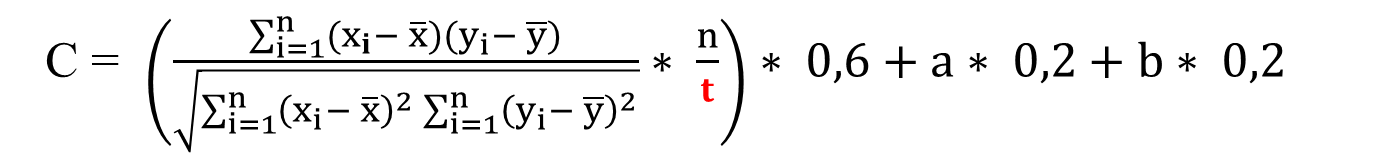 C = (∑ⁿᵢ₌₁(xᵢ− x̅)(yᵢ− y̅) / √∑ⁿᵢ₌₁(xᵢ− x̅)² ∑ⁿᵢ₌₁(yᵢ− y̅)² * n/t) * 0,6 + a * 0,2 + b * 0,2